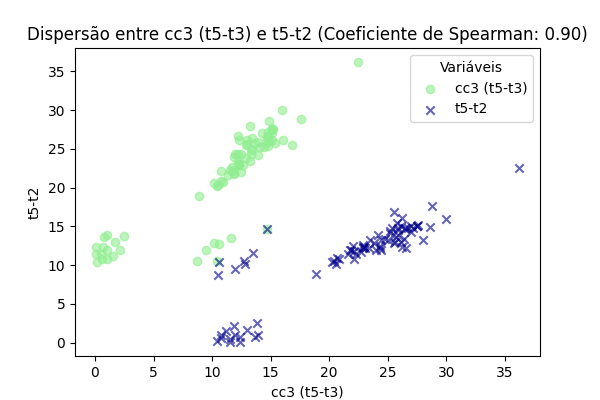 Dispersão entre cc3 (t5-t3) e t5-t2 (Coeficiente de Spearman: 0.90)
Variáveis
cc3 (t5-t3)
t5-t2
35
30
25
20
15
10
5
0
t5-t2
0 5 10 15 20 25 30 35
cc3 (t5-t3)